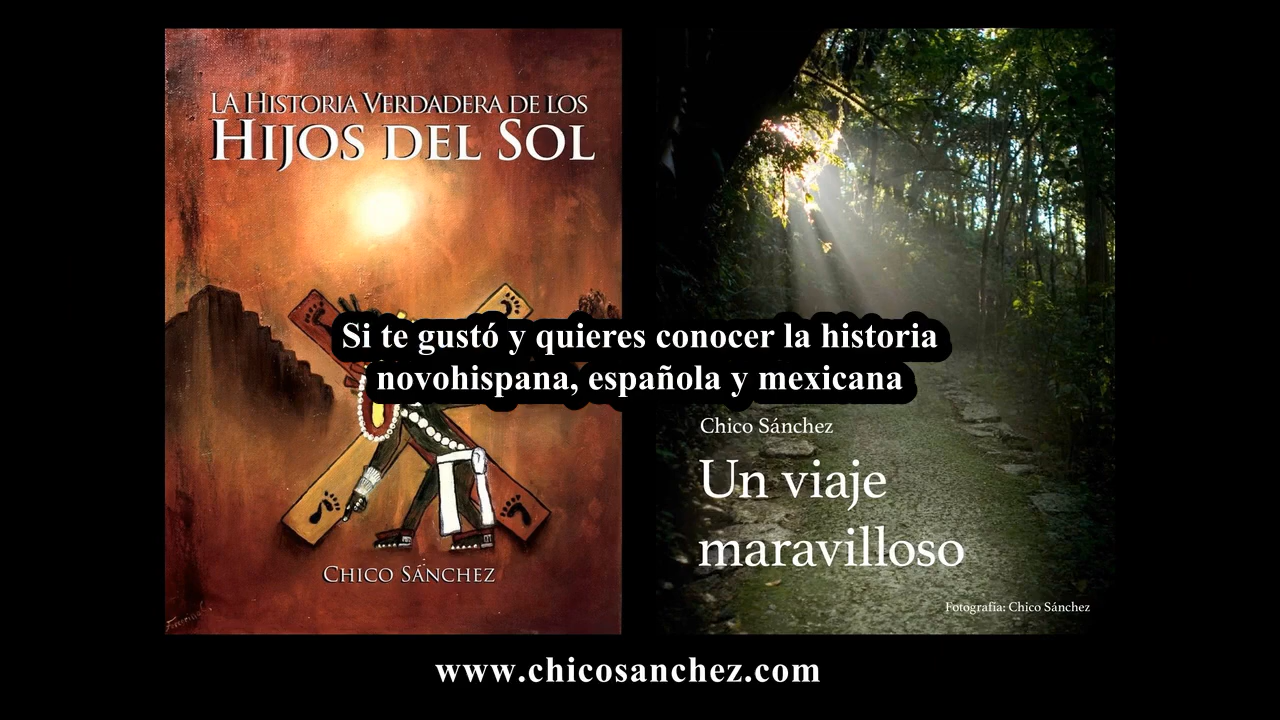 LA HISTORIA VERDADERA DE LOS
HIJOS DEL SOL
CHICO SÁNCHEZ
Si te gustó y quieres conocer la historia
novohispana, española y mexicana
Chico Sánchez
Un viaje
maravilloso
Fotografía: Chico Sánchez
www.chicosanchez.com